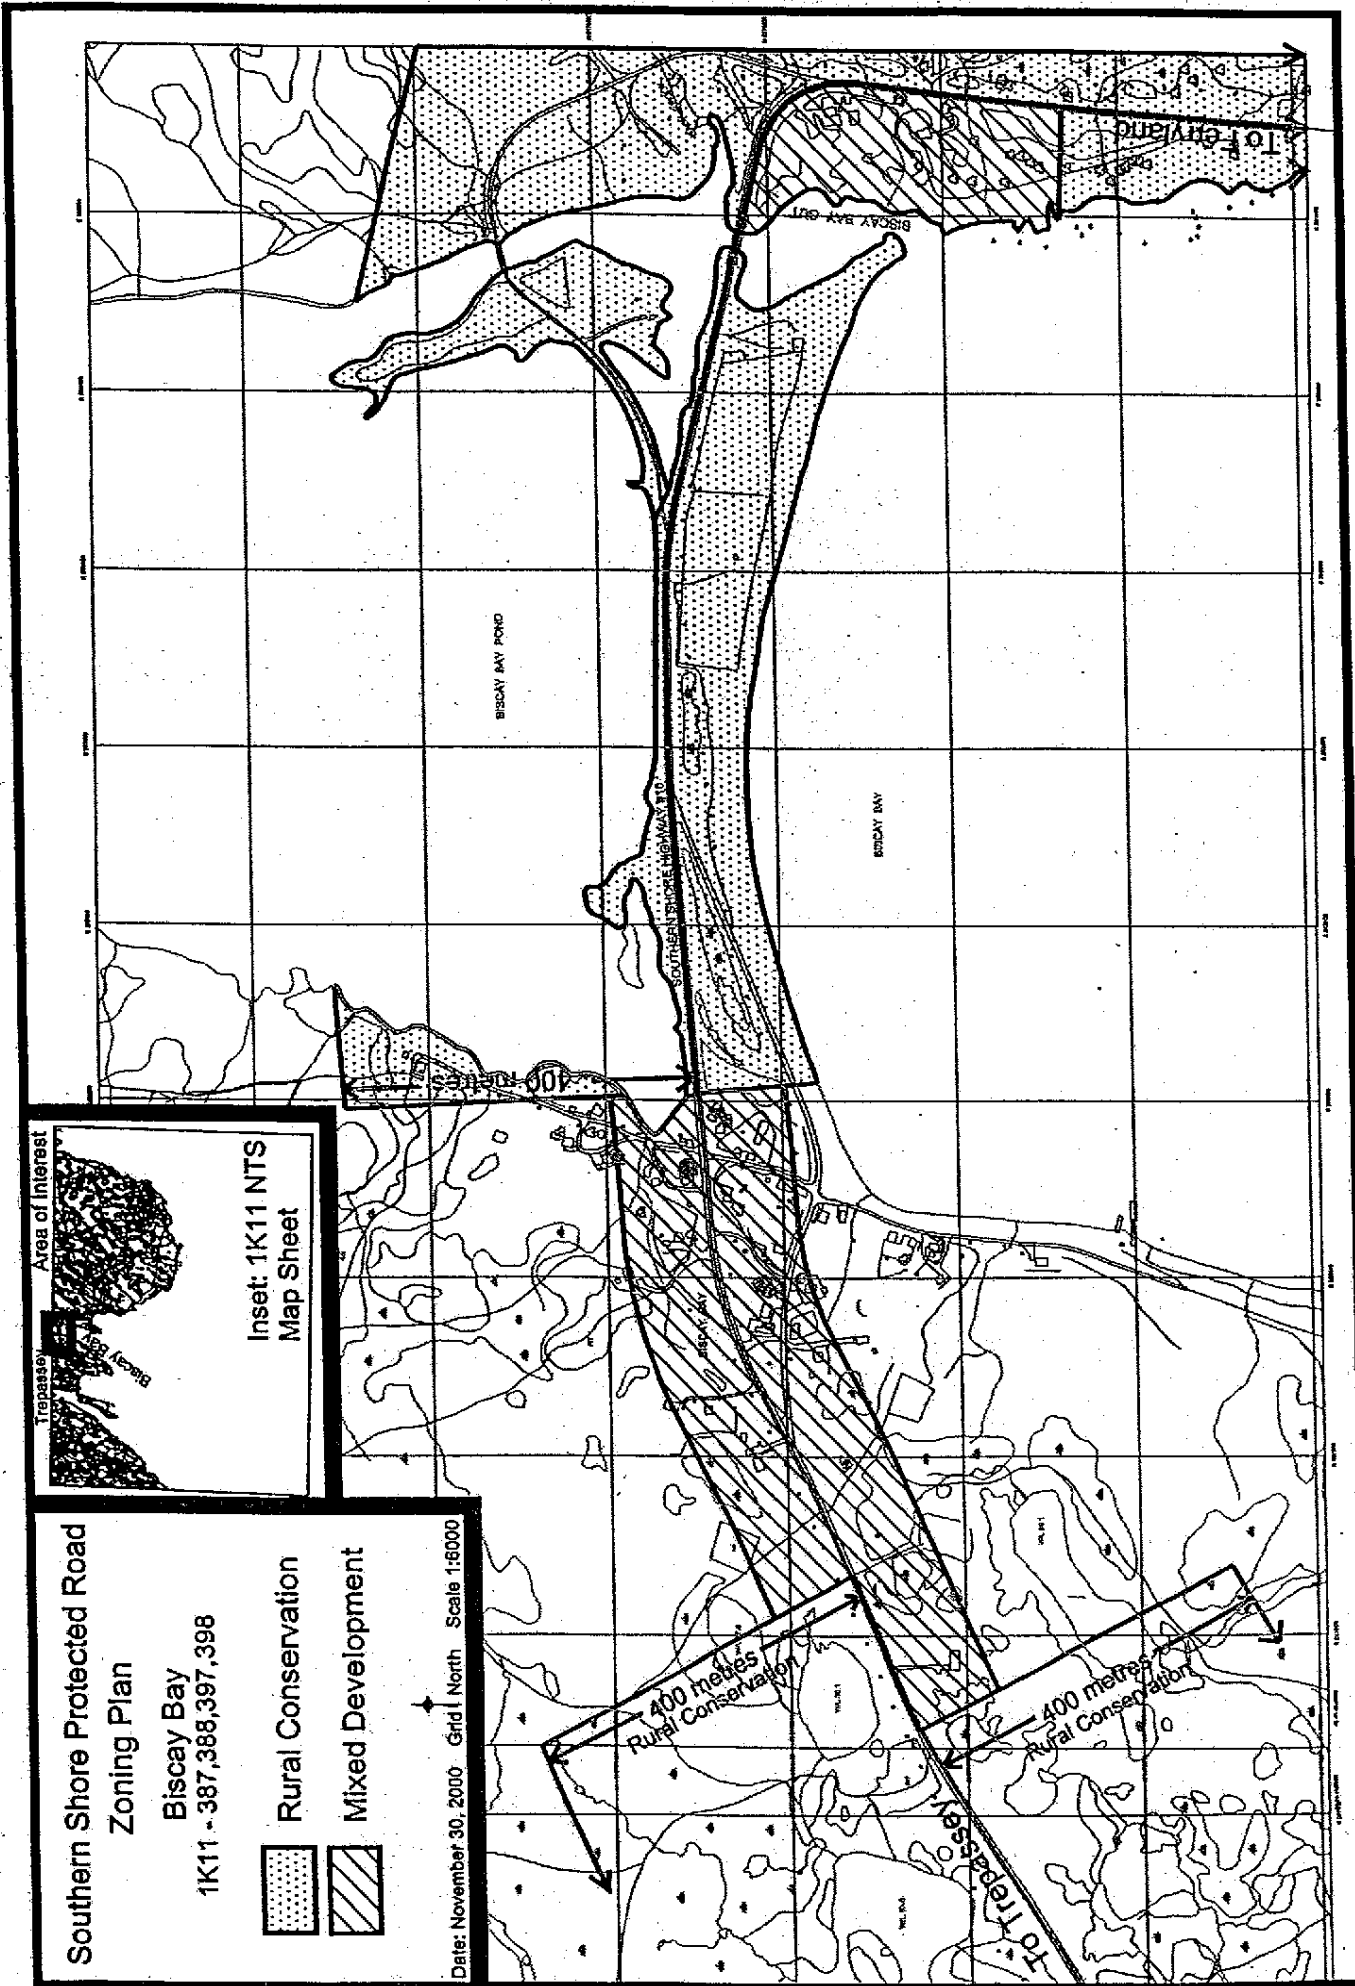 Southern Shore Protected Road
Zoning Plan
Biscay Bay
1K11 - 387,388,397,398
Rural Conservation
Mixed Development
Date: November 30, 2000 Grid North Scale 1:6000
Area of Interest
Trepassey
Biscay Bay
Inset: 1K11 NTS
Map Sheet
400 metres
BISCAY BAY POND
SOUTHERN SHORE HIGHWAY #10
BISCAY BAY
BISCAY BAY
BISCAY BAY GUT
To Ferryland
400 metres
Rural Conservation
400 metres
Rural Conservation
To Trepassey